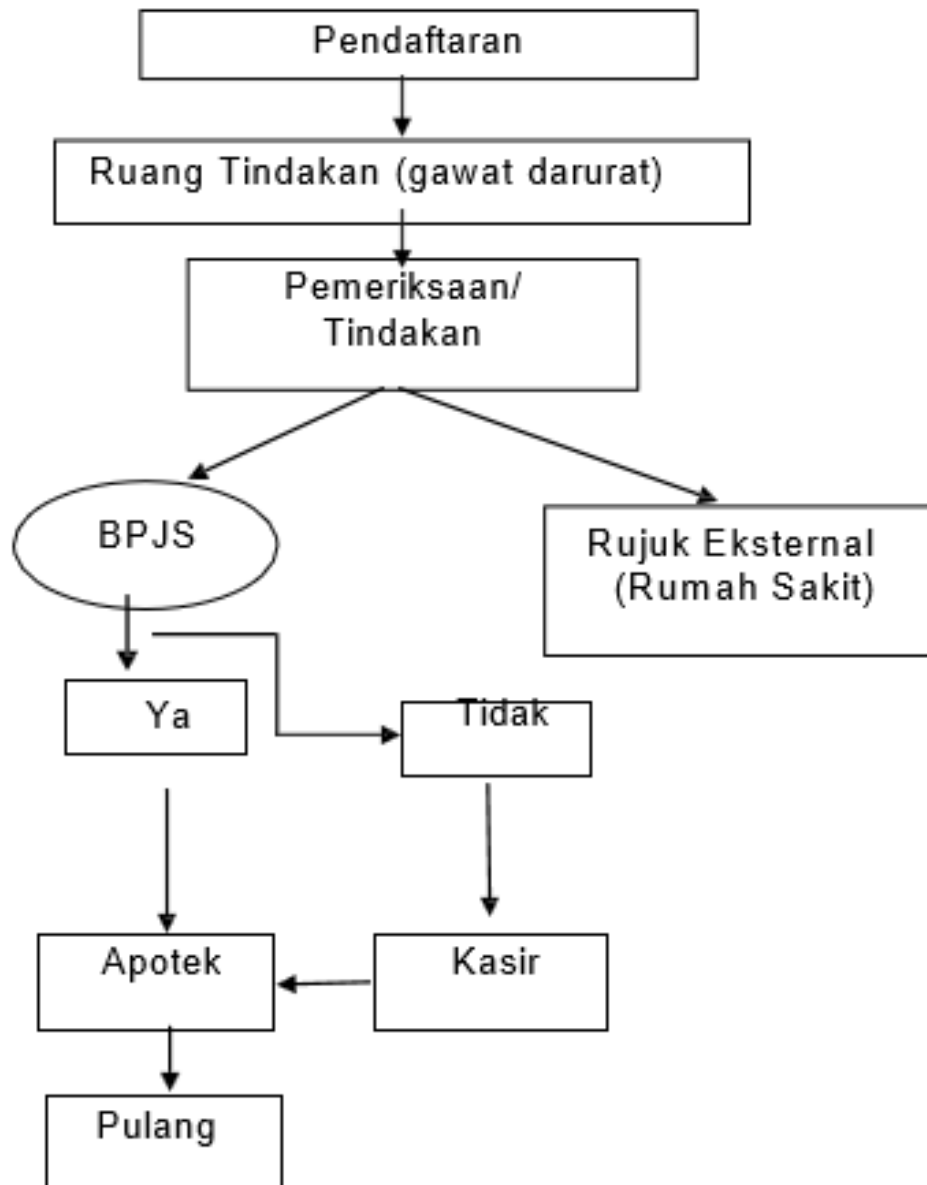 Pendaftaran
Ruang Tindakan (gawat darurat)
Pemeriksaan/
Tindakan
BPJS
Rujuk Eksternal
(Rumah Sakit)
Ya
Tidak
Apotek
Kasir
Pulang